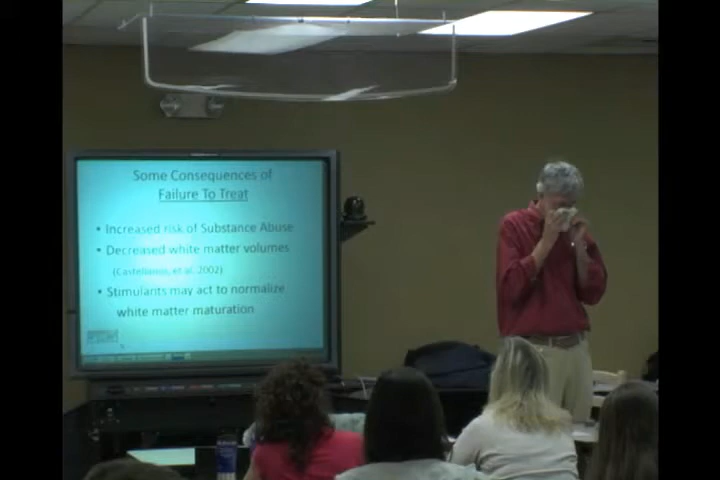 Some Consequences of
Failure To Treat
• Increased risk of Substance Abuse
• Decreased white matter volumes
(Castellanos, et al. 2002)
• Stimulants may act to normalize
white matter maturation